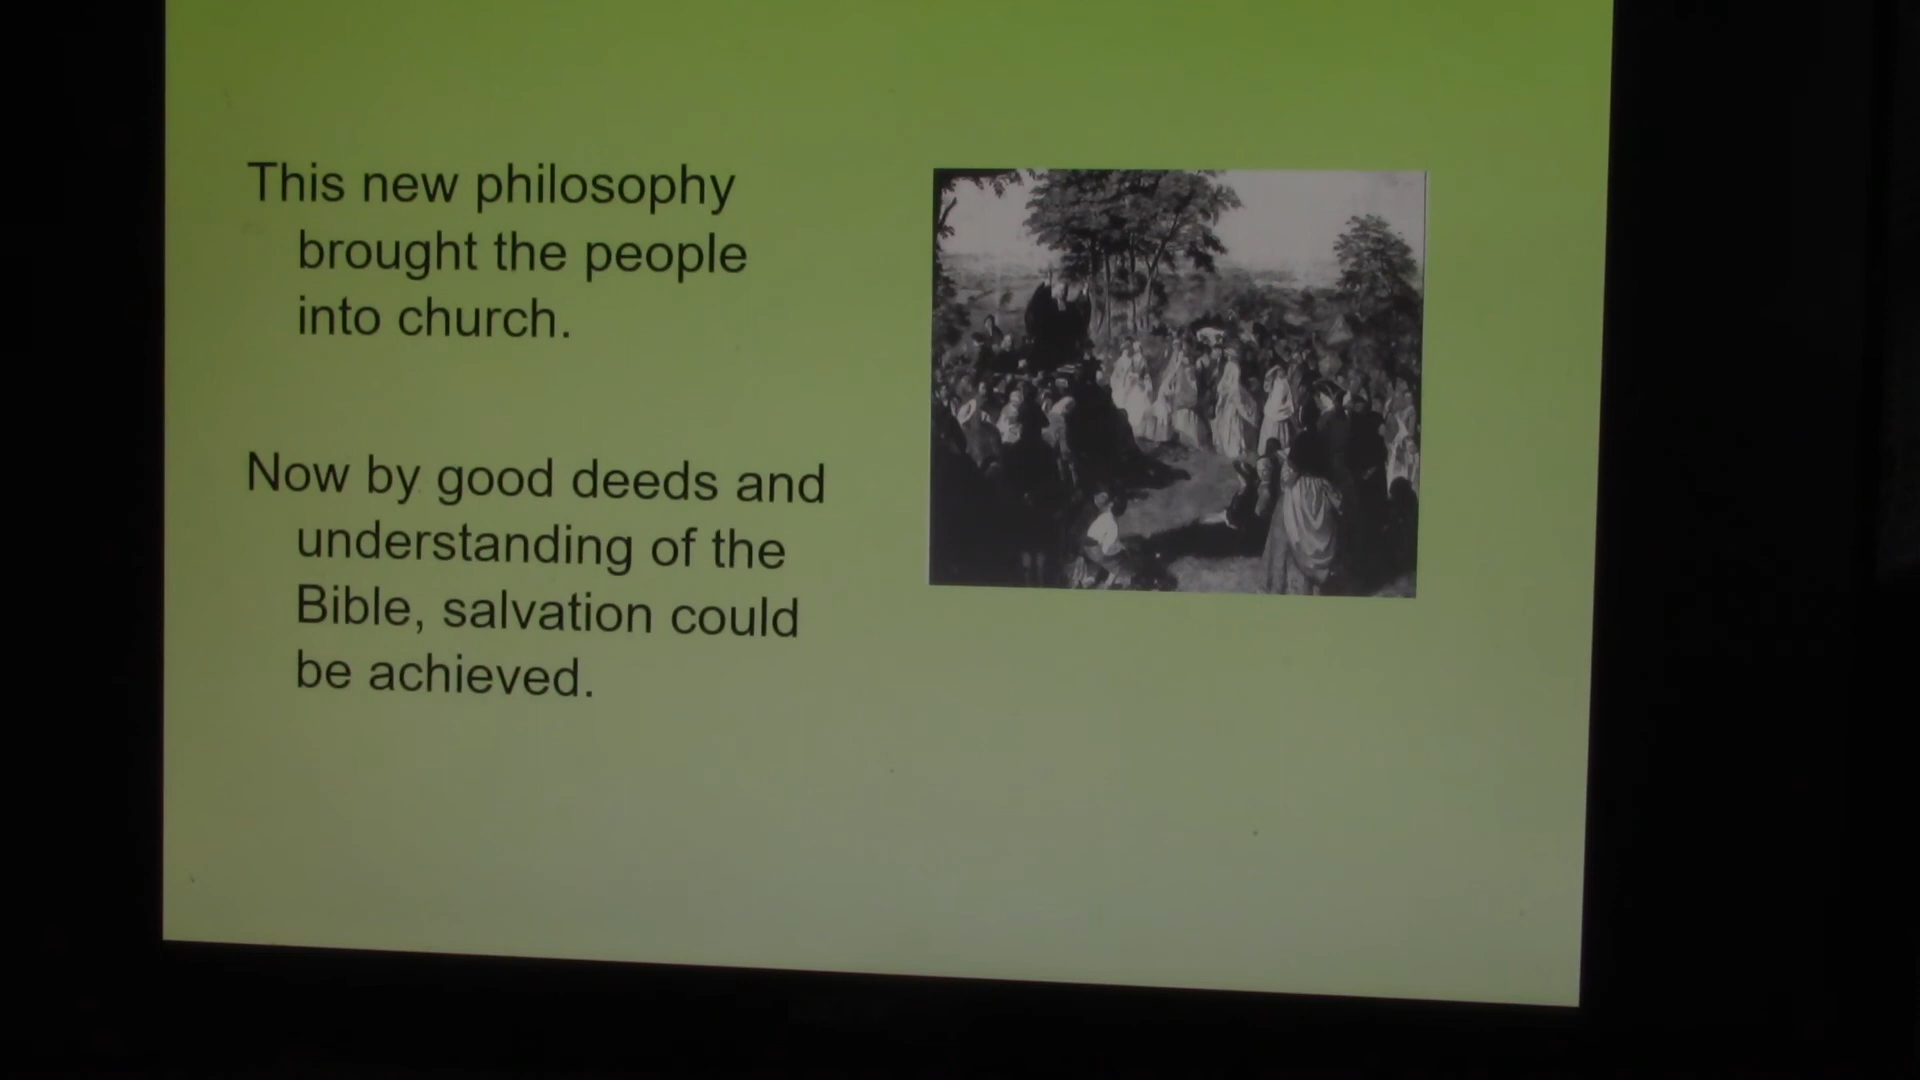 This new philosophy
brought the people
into church.
Now by good deeds and
understanding of the
Bible, salvation could
be achieved.